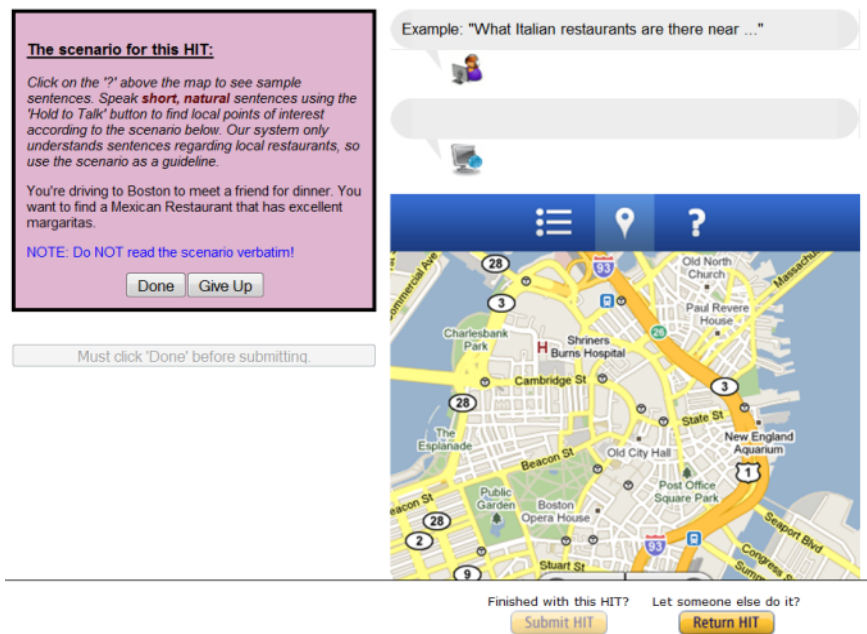 The scenario for this HIT:
Click on the '?' above the map to see sample
sentences. Speak short, natural sentences using the
'Hold to Talk' button to find local points of interest
according to the scenario below. Our system only
understands sentences regarding local restaurants, so
use the scenario as a guideline.
You're driving to Boston to meet a friend for dinner. You
want to find a Mexican Restaurant that has excellent
margaritas.
NOTE: Do NOT read the scenario verbatim!
Done
Give Up
Must click 'Done' before submitting.
Example: "What Italian restaurants are there near ..."
?
Commercial Ave
28
93
Old North
Church
Massachus
3
Paul Revere
House
Charlesbank
Park
H
Shriners
Burns Hospital
26
Cambridge St
3
28
State St
The
Esplanade
Old City Hall
New England
Aquarium
Beacon St
1
Post Office
Square Park
eacon St
Public
Garden
Boston
Opera House
28
2
Seaport Blvd
93
Congress S
Summ
Stuart St
9
Finished with this HIT?
Let someone else do it?
Submit HIT
Return HIT